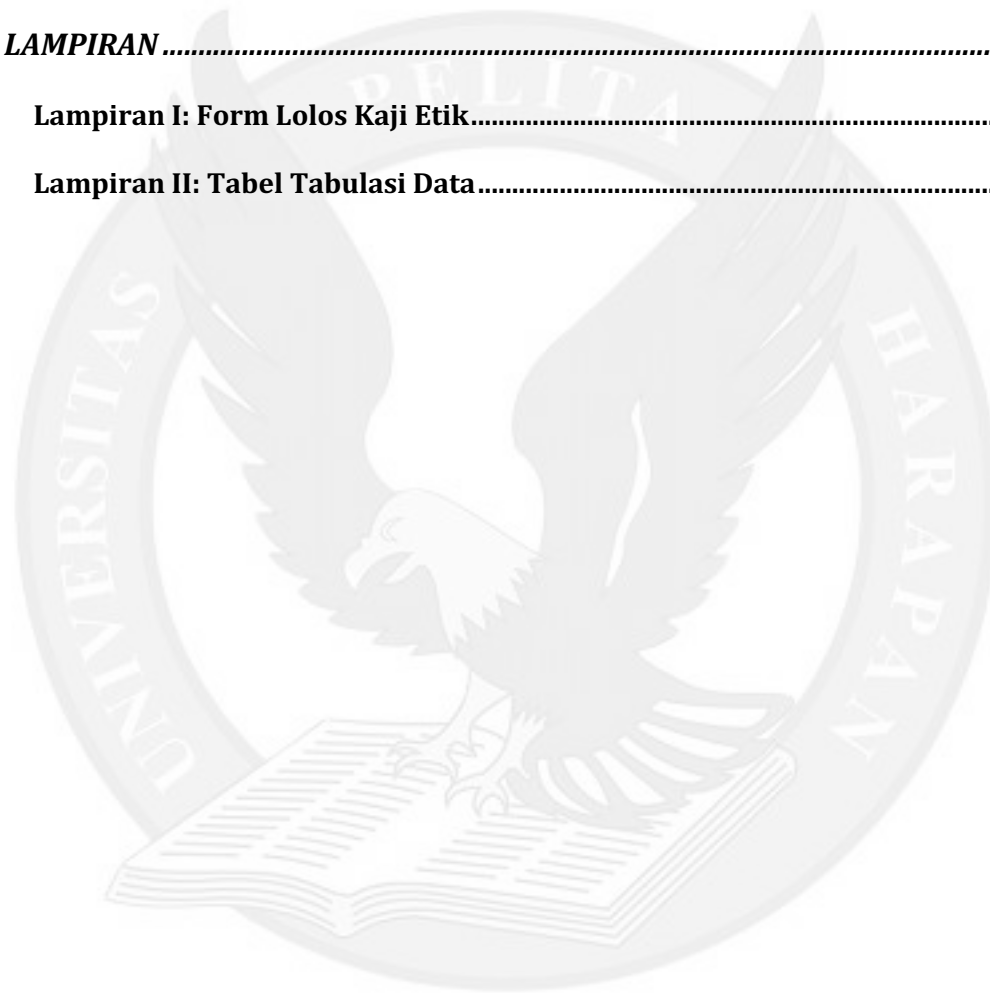 LAMPIRAN ........................................................................................................................
Lampiran I: Form Lolos Kaji Etik........................................................................................
Lampiran II: Tabel Tabulasi Data.......................................................................................
UNIVERSITAS PELITA HARAPAN